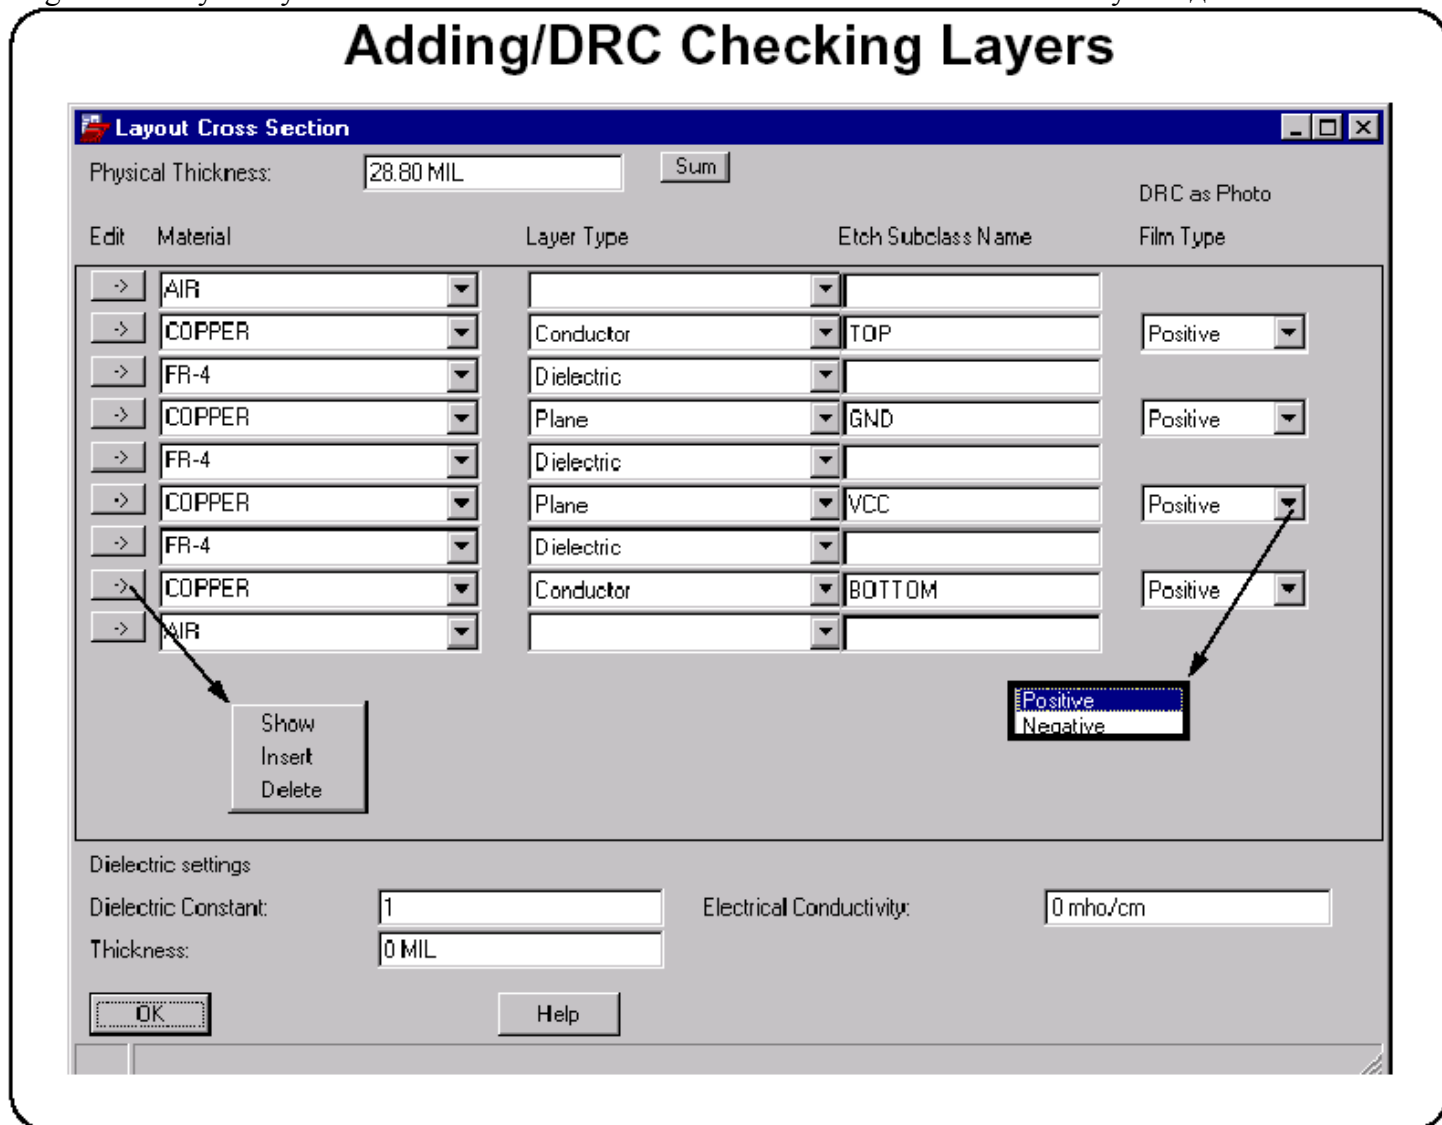 Adding/DRC Checking Layers
Layout Cross Section
Physical Thickness: 28.80 MIL Sum
DRC as Photo
Edit Material Layer Type Etch Subclass Name Film Type
-> AIR
-> COPPER Conductor TOP Positive
-> FR-4 Dielectric
-> COPPER Plane GND Positive
-> FR-4 Dielectric
-> COPPER Plane VCC Positive
-> FR-4 Dielectric
-> COPPER Conductor BOTTOM Positive
-> AIR
Positive
Negative
Show
Insert
Delete
Dielectric settings
Dielectric Constant: 1 Electrical Conductivity: 0 mho/cm
Thickness: 0 MIL
OK Help